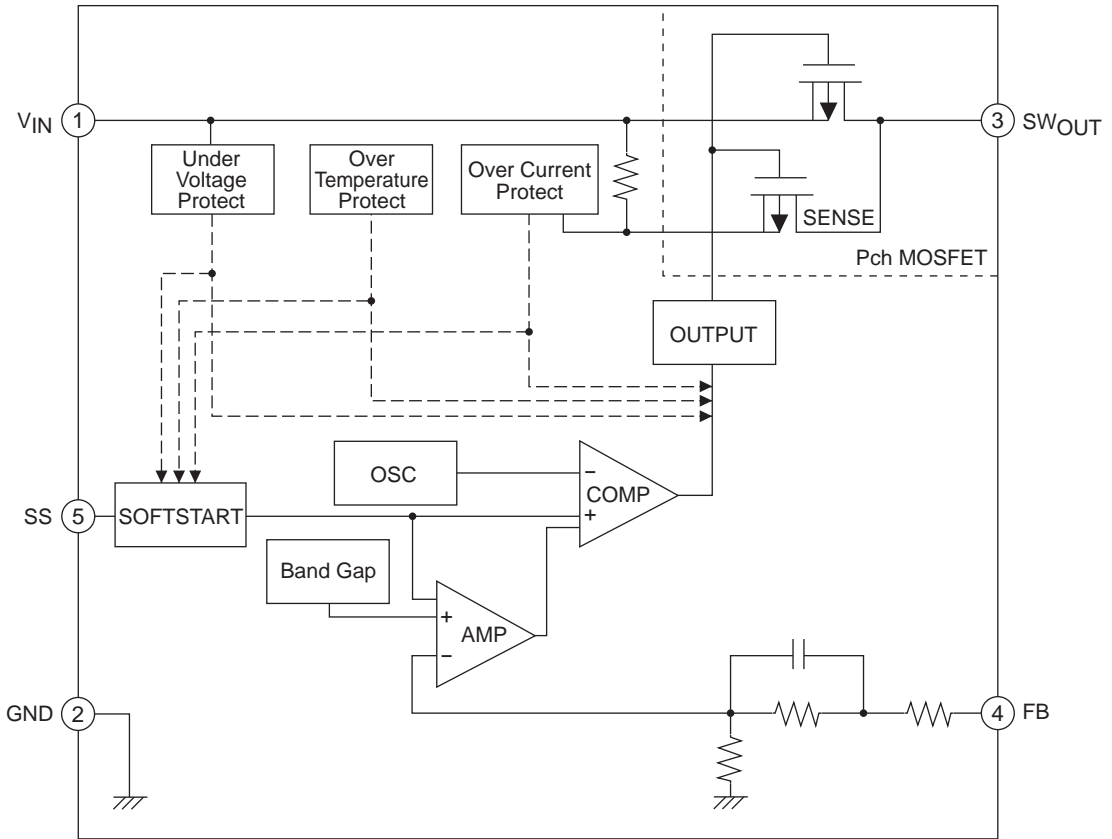 VIN
1
3
SWOUT
Under
Voltage
Protect
Over
Temperature
Protect
Over Current
Protect
SENSE
Pch MOSFET
OUTPUT
OSC
−
COMP
+
SS
5
SOFTSTART
Band Gap
+
AMP
−
GND
2
4
FB